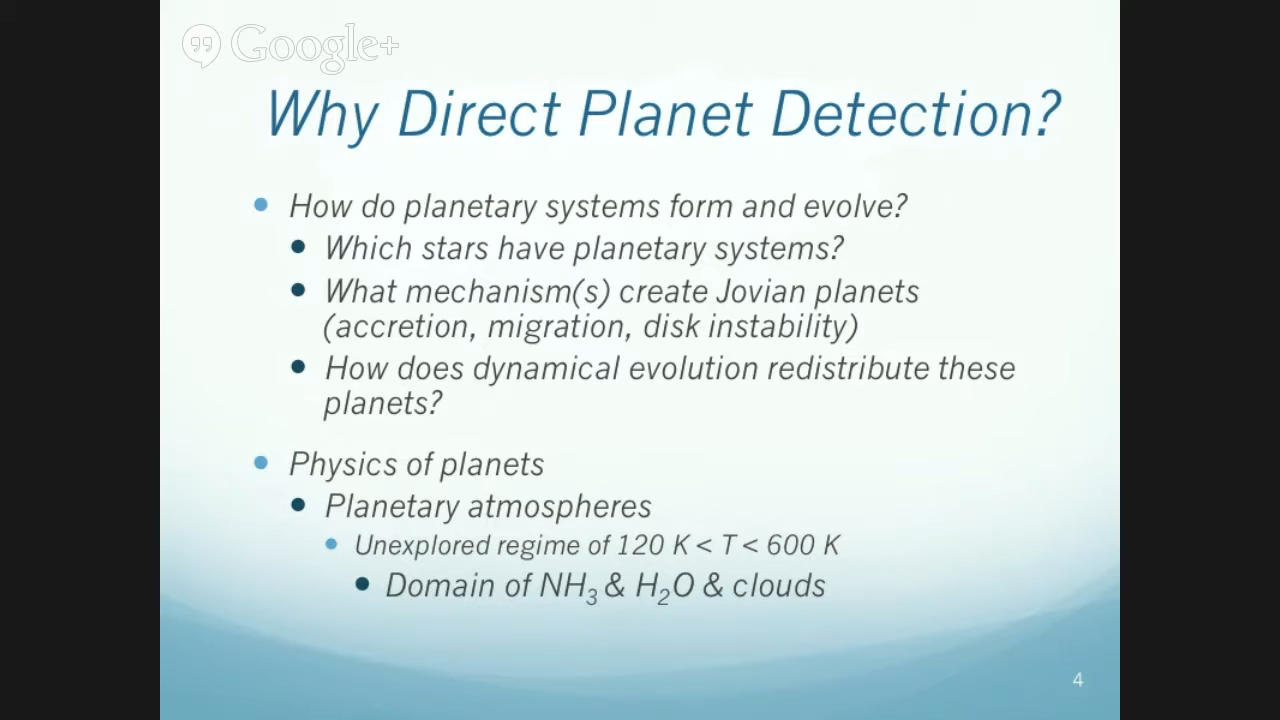 Google+
Why Direct Planet Detection?
How do planetary systems form and evolve?
Which stars have planetary systems?
What mechanism(s) create Jovian planets
(accretion, migration, disk instability)
How does dynamical evolution redistribute these
planets?
Physics of planets
Planetary atmospheres
Unexplored regime of 120 K < T < 600 K
Domain of NH₃ & H₂O & clouds
4